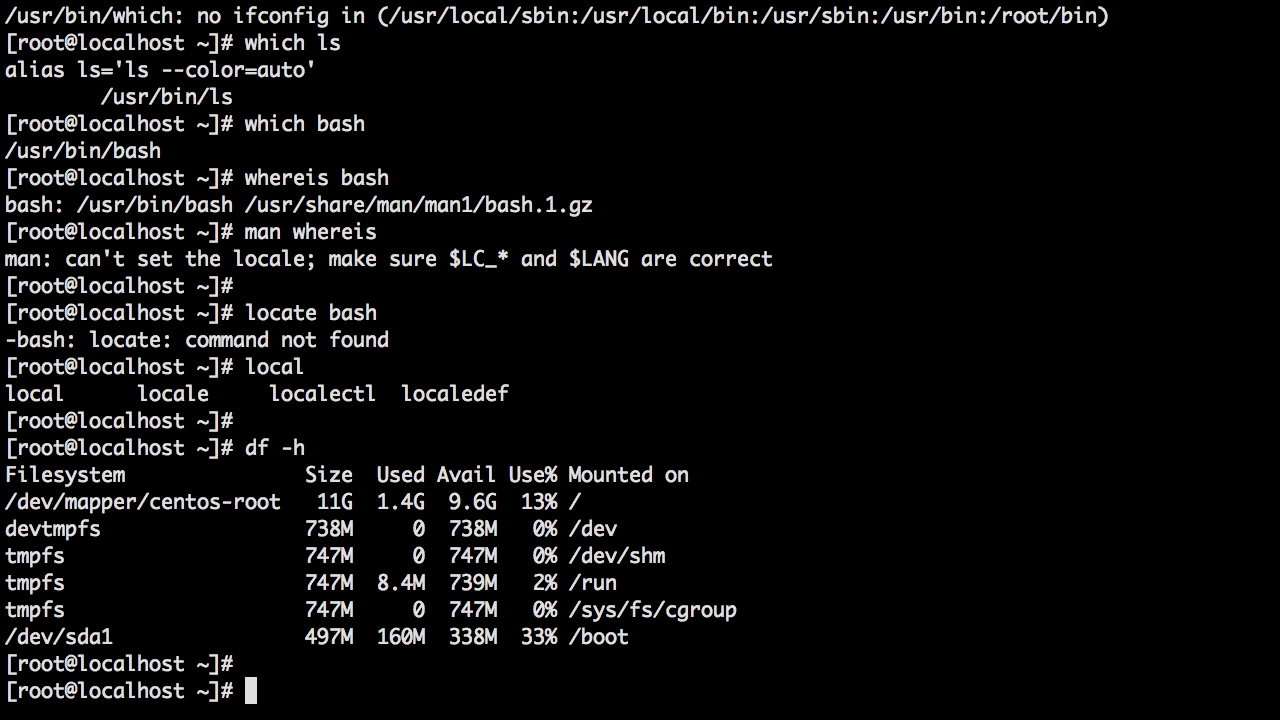 /usr/bin/which: no ifconfig in (/usr/local/sbin:/usr/local/bin:/usr/sbin:/usr/bin:/root/bin)
[root@localhost ~]# which ls
alias ls='ls --color=auto'
        /usr/bin/ls
[root@localhost ~]# which bash
/usr/bin/bash
[root@localhost ~]# whereis bash
bash: /usr/bin/bash /usr/share/man/man1/bash.1.gz
[root@localhost ~]# man whereis
man: can't set the locale; make sure $LC_* and $LANG are correct
[root@localhost ~]#
[root@localhost ~]# locate bash
-bash: locate: command not found
[root@localhost ~]# local
local      locale     localectl  localedef
[root@localhost ~]#
[root@localhost ~]# df -h
Filesystem               Size  Used Avail Use% Mounted on
/dev/mapper/centos-root   11G  1.4G  9.6G  13% /
devtmpfs                 738M     0  738M   0% /dev
tmpfs                    747M     0  747M   0% /dev/shm
tmpfs                    747M  8.4M  739M   2% /run
tmpfs                    747M     0  747M   0% /sys/fs/cgroup
/dev/sda1                497M  160M  338M  33% /boot
[root@localhost ~]#
[root@localhost ~]#